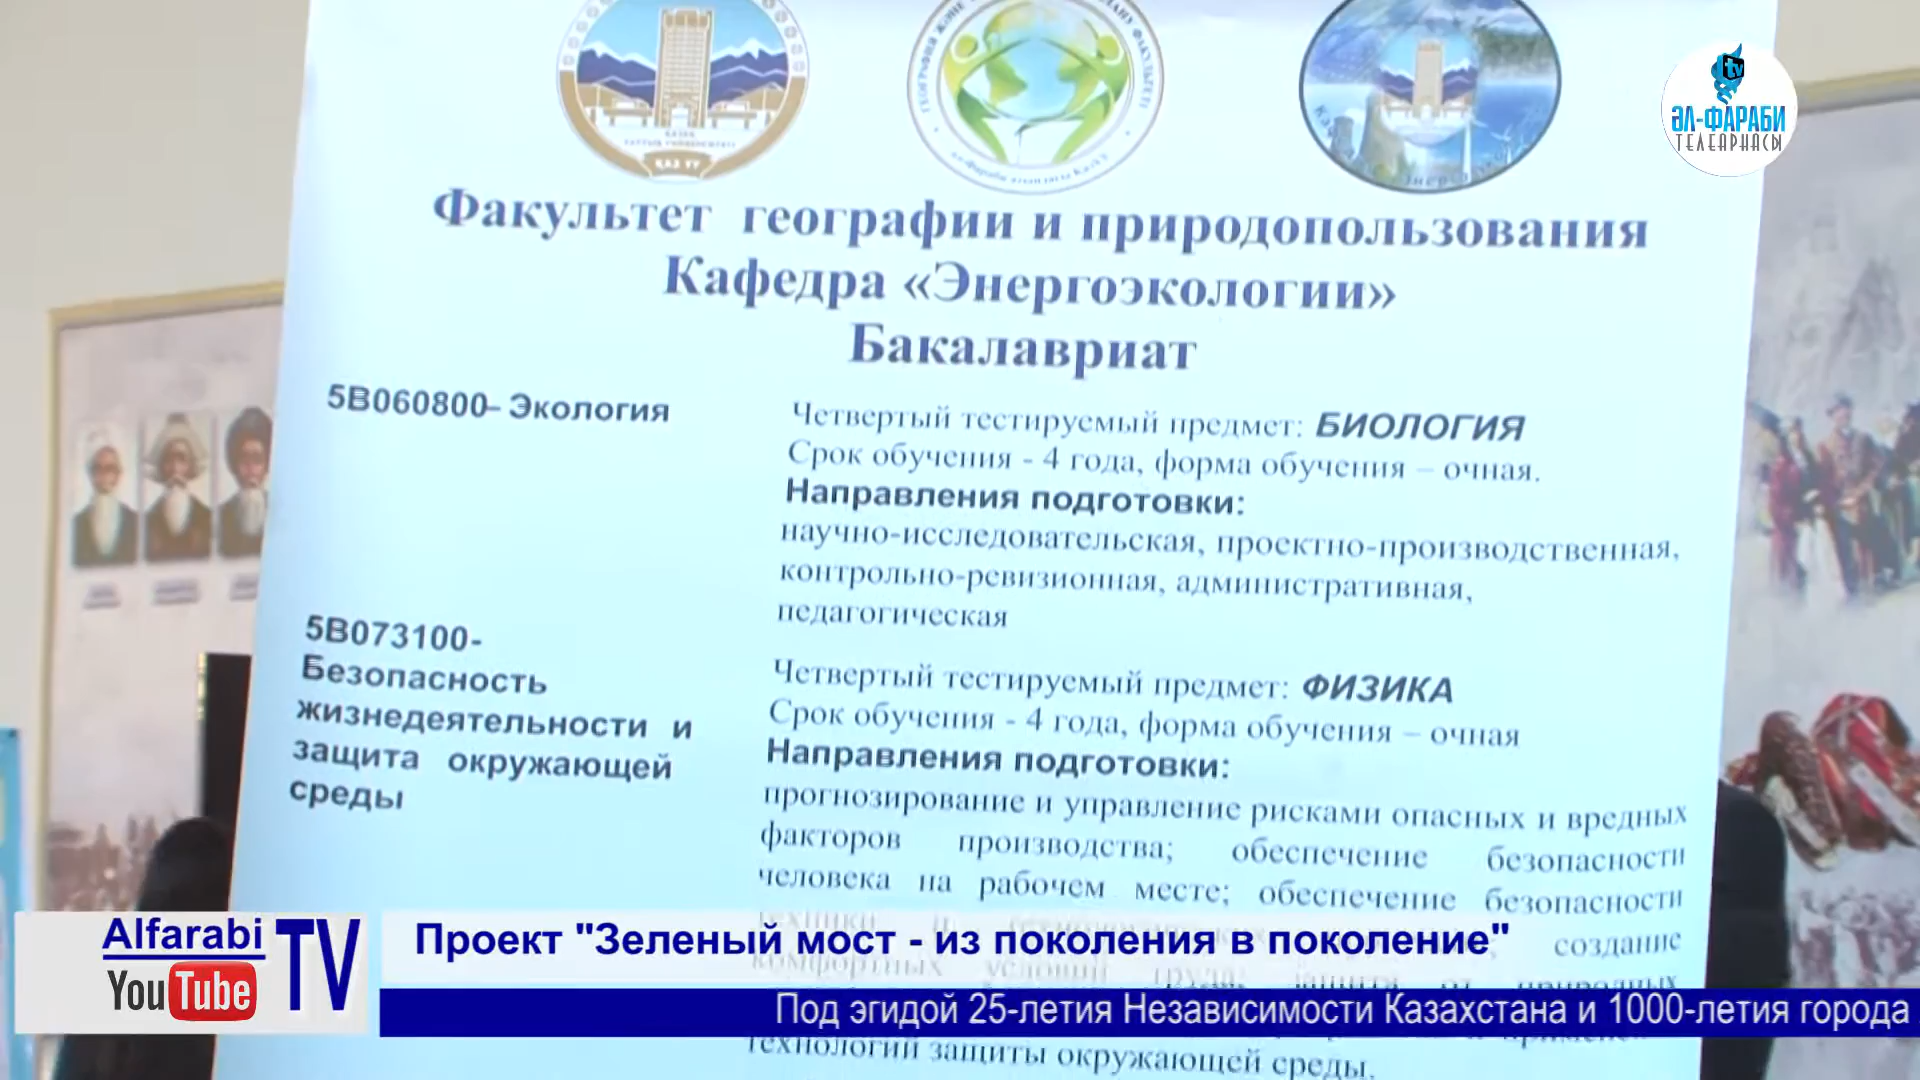 ӘЛ-ФАРАБИ
ТЕЛЕАРНАСЫ
Факультет географии и природопользования
Кафедра «Энергоэкологии»
Бакалавриат
5В060800– Экология
Четвертый тестируемый предмет: БИОЛОГИЯ
Срок обучения - 4 года, форма обучения – очная.
Направления подготовки:
научно-исследовательская, проектно-производственная,
контрольно-ревизионная, административная,
педагогическая
5В073100-
Безопасность
жизнедеятельности и
защита окружающей
среды
Четвертый тестируемый предмет: ФИЗИКА
Срок обучения - 4 года, форма обучения – очная
Направления подготовки:
прогнозирование и управление рисками опасных и вредных
факторов производства; обеспечение безопасности
человека на рабочем месте; обеспечение безопасности
создание
технологий защиты окружающей среды.
Alfarabi TV
YouTube
Проект "Зеленый мост - из поколения в поколение"
Под эгидой 25-летия Независимости Казахстана и 1000-летия города